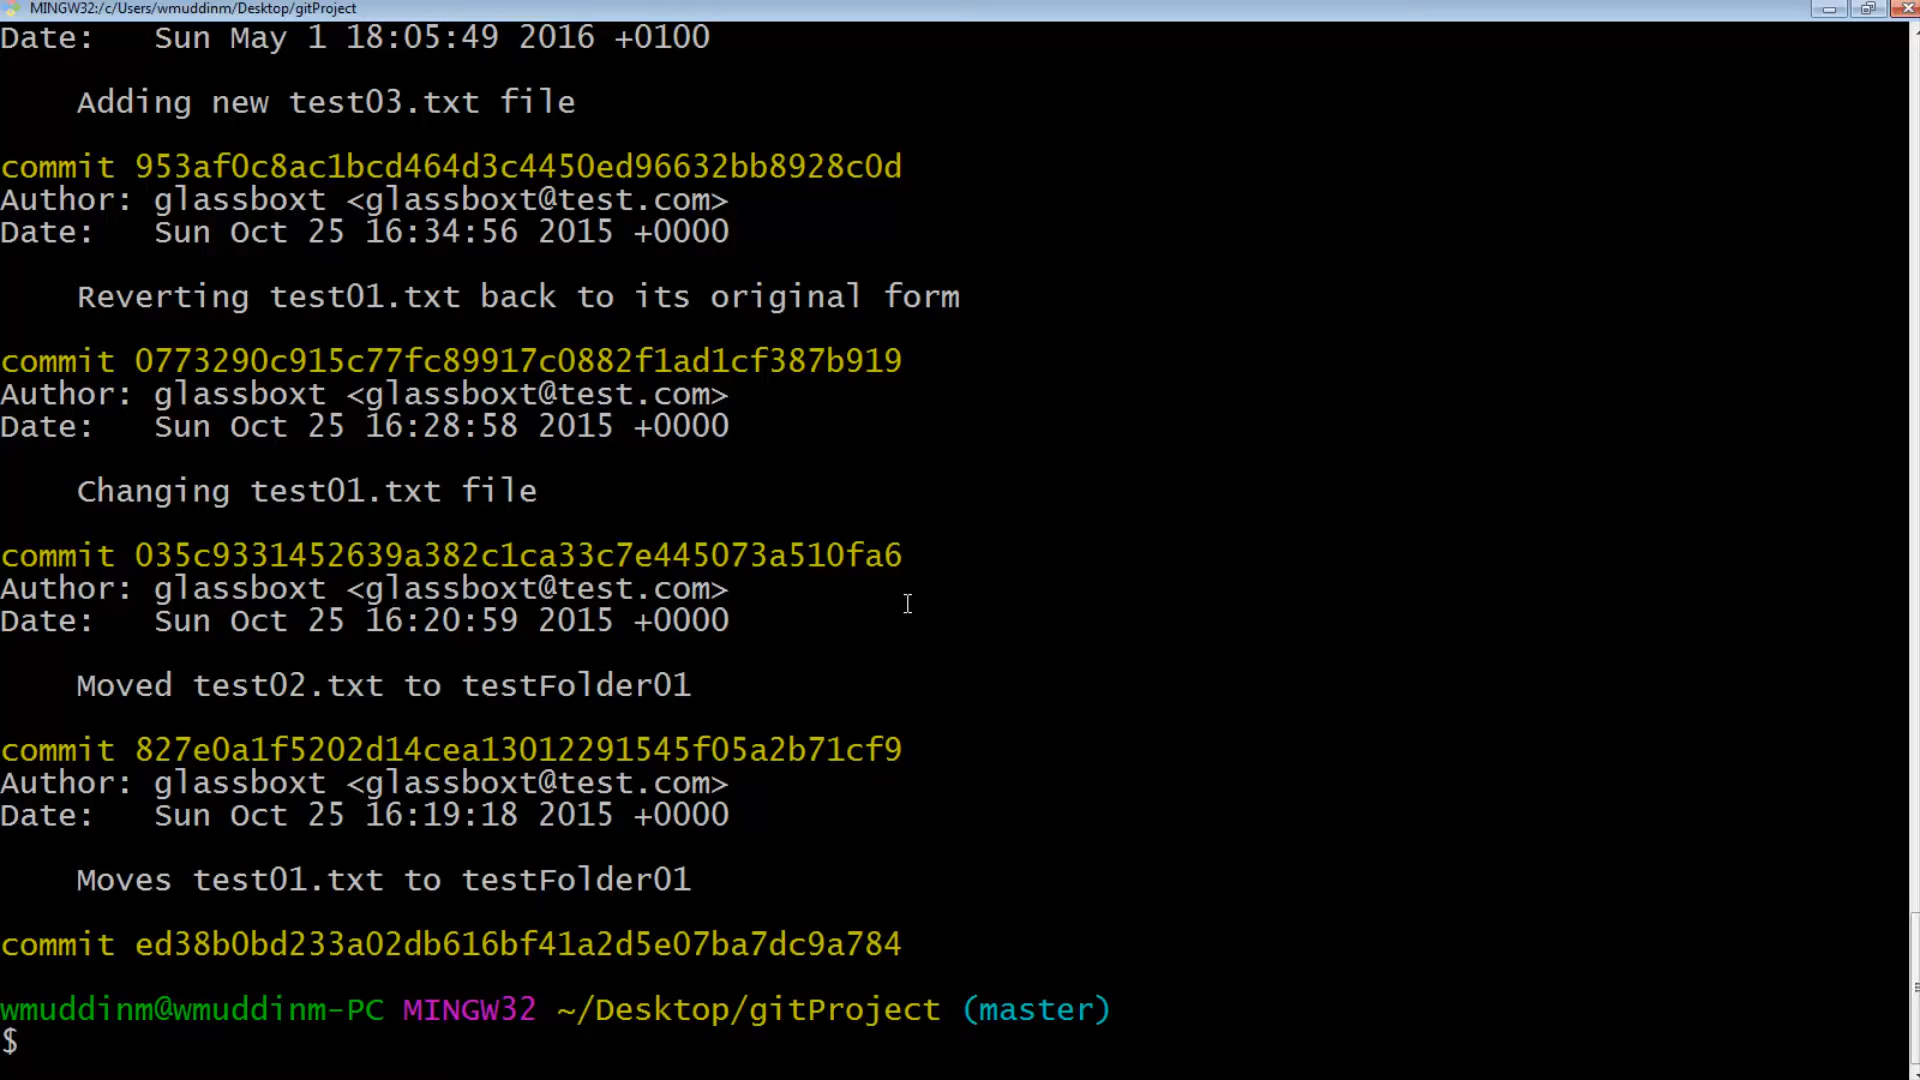 MINGW32:/c/Users/wmuddinm/Desktop/gitProject
Date:   Sun May 1 18:05:49 2016 +0100
Adding new test03.txt file
commit 953af0c8ac1bcd464d3c4450ed96632bb8928c0d
Author: glassboxt <glassboxt@test.com>
Date:   Sun Oct 25 16:34:56 2015 +0000
Reverting test01.txt back to its original form
commit 0773290c915c77fc89917c0882f1ad1cf387b919
Author: glassboxt <glassboxt@test.com>
Date:   Sun Oct 25 16:28:58 2015 +0000
Changing test01.txt file
commit 035c9331452639a382c1ca33c7e445073a510fa6
Author: glassboxt <glassboxt@test.com>
Date:   Sun Oct 25 16:20:59 2015 +0000
Moved test02.txt to testFolder01
commit 827e0a1f5202d14cea13012291545f05a2b71cf9
Author: glassboxt <glassboxt@test.com>
Date:   Sun Oct 25 16:19:18 2015 +0000
Moves test01.txt to testFolder01
commit ed38b0bd233a02db616bf41a2d5e07ba7dc9a784
wmuddinm@wmuddinm-PC MINGW32 ~/Desktop/gitProject (master)
$